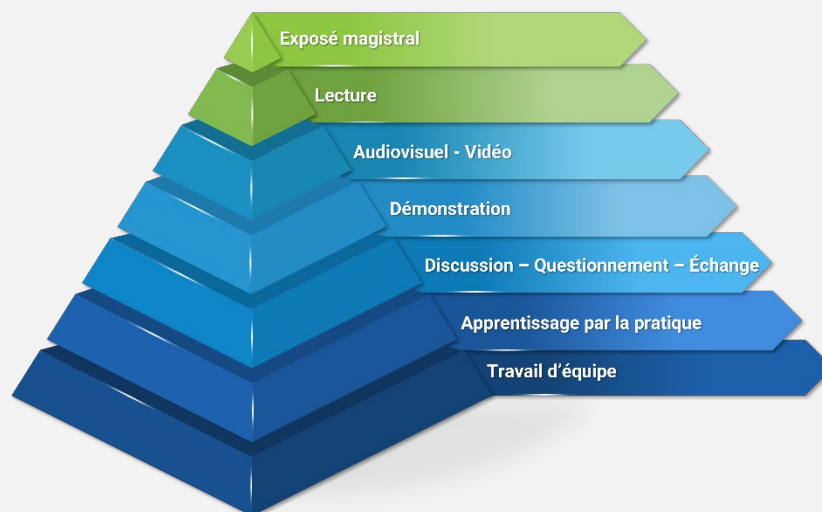 Exposé magistral
Lecture
Audiovisuel - Vidéo
Démonstration
Discussion – Questionnement – Échange
Apprentissage par la pratique
Travail d’équipe